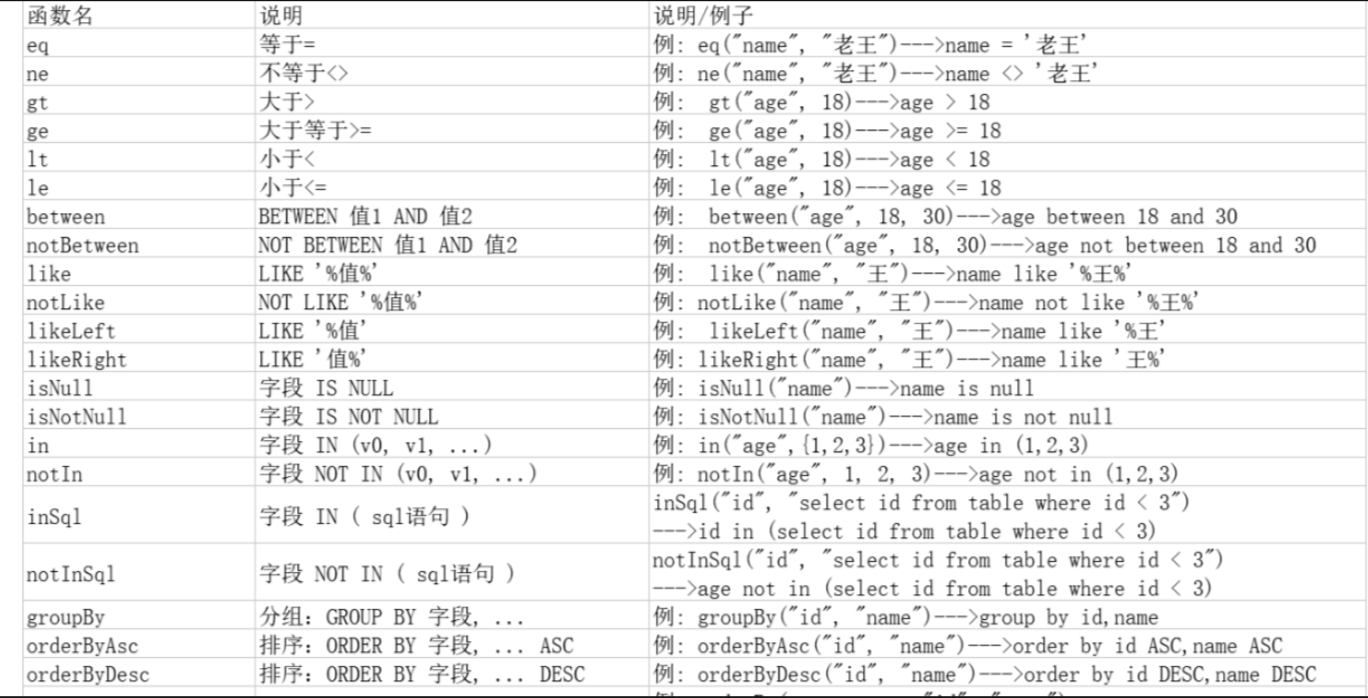 函数名 说明 说明/例子
eq 等于= 例: eq("name", "老王")--->name = '老王'
ne 不等于<> 例: ne("name", "老王")--->name <> '老王'
gt 大于> 例: gt("age", 18)--->age > 18
ge 大于等于>= 例: ge("age", 18)--->age >= 18
lt 小于< 例: lt("age", 18)--->age < 18
le 小于<= 例: le("age", 18)--->age <= 18
between BETWEEN 值1 AND 值2 例: between("age", 18, 30)--->age between 18 and 30
notBetween NOT BETWEEN 值1 AND 值2 例: notBetween("age", 18, 30)--->age not between 18 and 30
like LIKE '%值%' 例: like("name", "王")--->name like '%王%'
notLike NOT LIKE '%值%' 例: notLike("name", "王")--->name not like '%王%'
likeLeft LIKE '%值' 例: likeLeft("name", "王")--->name like '%王'
likeRight LIKE '值%' 例: likeRight("name", "王")--->name like '王%'
isNull 字段 IS NULL 例: isNull("name")--->name is null
isNotNull 字段 IS NOT NULL 例: isNotNull("name")--->name is not null
in 字段 IN (v0, v1, ...) 例: in("age",{1,2,3})--->age in (1,2,3)
notIn 字段 NOT IN (v0, v1, ...) 例: notIn("age", 1, 2, 3)--->age not in (1,2,3)
inSql 字段 IN ( sql语句 ) inSql("id", "select id from table where id < 3")
--->id in (select id from table where id < 3)
notInSql 字段 NOT IN ( sql语句 ) notInSql("id", "select id from table where id < 3")
--->age not in (select id from table where id < 3)
groupBy 分组: GROUP BY 字段, ... 例: groupBy("id", "name")--->group by id,name
orderByAsc 排序: ORDER BY 字段, ... ASC 例: orderByAsc("id", "name")--->order by id ASC,name ASC
orderByDesc 排序: ORDER BY 字段, ... DESC 例: orderByDesc("id", "name")--->order by id DESC,name DESC